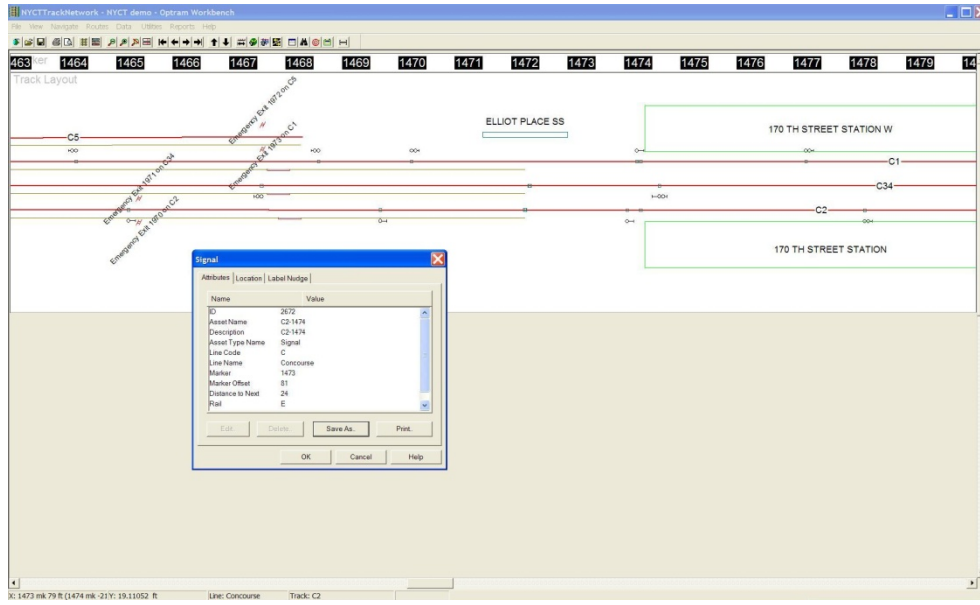 NYCTTrackNetwork - NYCT demo - Optram Workbench
File View Navigate Routes Data Utilities Reports Help
463 1464 1465 1466 1467 1468 1469 1470 1471 1472 1473 1474 1475 1476 1477 1478 1479 14
Track Layout
Emergency Exit 1972 on C5
ELLIOT PLACE SS
170 TH STREET STATION W
C5
Emergency Exit 1973 on C1
C1
Emergency Exit 1971 on C34
C34
Emergency Exit 1970 on C2
C2
170 TH STREET STATION
Signal
Attributes Location Label Nudge
Name Value
ID 2672
Asset Name C2-1474
Description C2-1474
Asset Type Name Signal
Line Code C
Line Name Concourse
Marker 1473
Marker Offset 81
Distance to Next 24
Rail E
Edit. Delete. Save As. Print.
OK Cancel Help
X: 1473 mk 79 ft (1474 mk -21 Y: 19.11052 ft Line: Concourse Track: C2